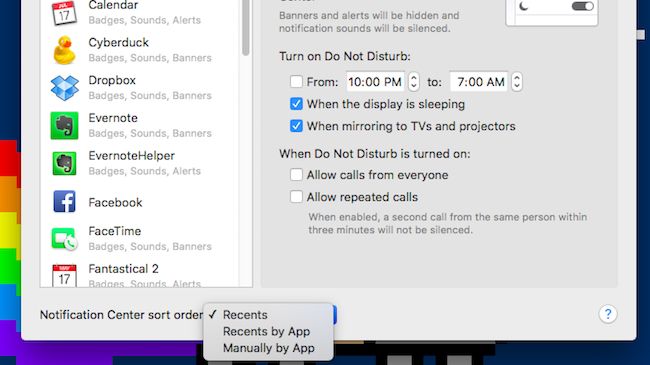 Calendar
Badges, Sounds, Alerts
Cyberduck
Badges, Sounds, Banners
Dropbox
Badges, Sounds, Banners
Evernote
Badges, Sounds, Banners
EvernoteHelper
Badges, Sounds, Alerts
Facebook
FaceTime
Badges, Sounds, Banners
Fantastical 2
Badges, Sounds, Alerts
Banners and alerts will be hidden and
notification sounds will be silenced.
Turn on Do Not Disturb:
From: 10:00 PM to: 7:00 AM
When the display is sleeping
When mirroring to TVs and projectors
When Do Not Disturb is turned on:
Allow calls from everyone
Allow repeated calls
When enabled, a second call from the same person within
three minutes will not be silenced.
Notification Center sort order
✓ Recents
Recents by App
Manually by App
?